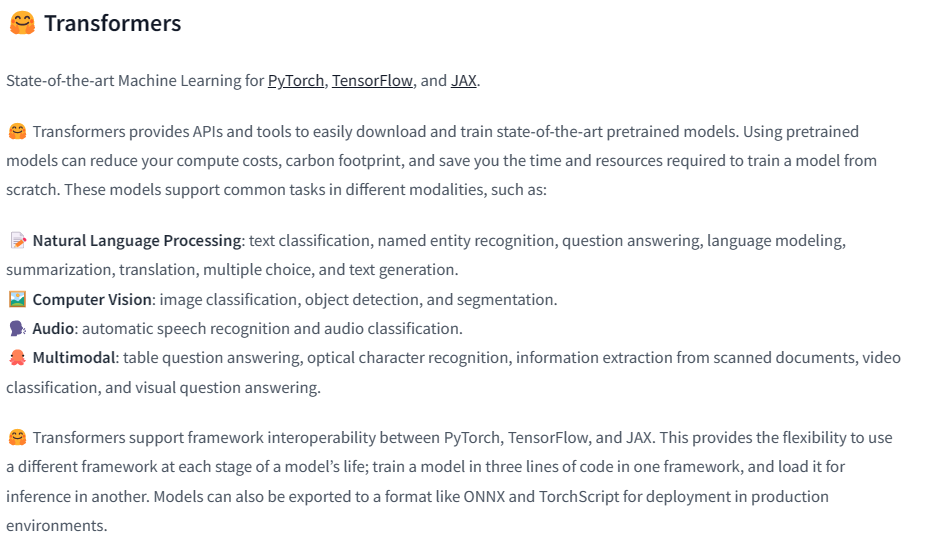 🤗 Transformers
State-of-the-art Machine Learning for PyTorch, TensorFlow, and JAX.
🤗 Transformers provides APIs and tools to easily download and train state-of-the-art pretrained models. Using pretrained
models can reduce your compute costs, carbon footprint, and save you the time and resources required to train a model from
scratch. These models support common tasks in different modalities, such as:
📝 Natural Language Processing: text classification, named entity recognition, question answering, language modeling,
summarization, translation, multiple choice, and text generation.
🖼️ Computer Vision: image classification, object detection, and segmentation.
🗣️ Audio: automatic speech recognition and audio classification.
🐙 Multimodal: table question answering, optical character recognition, information extraction from scanned documents, video
classification, and visual question answering.
🤗 Transformers support framework interoperability between PyTorch, TensorFlow, and JAX. This provides the flexibility to use
a different framework at each stage of a model’s life; train a model in three lines of code in one framework, and load it for
inference in another. Models can also be exported to a format like ONNX and TorchScript for deployment in production
environments.